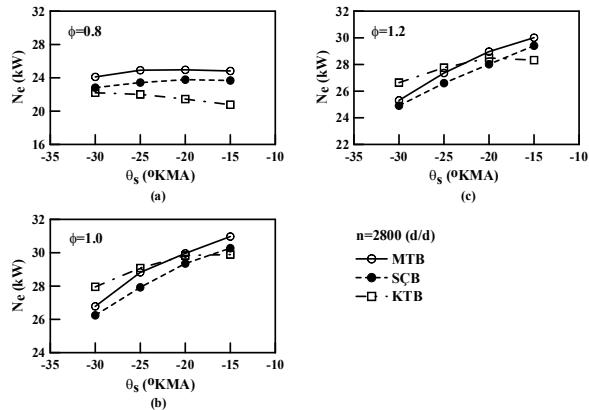 32
28
24
20
16
Ne (kW)
ϕ=0.8
-35 -30 -25 -20 -15 -10
θs (ᴼKMA)
(a)
30
28
26
24
22
Ne (kW)
ϕ=1.2
-35 -30 -25 -20 -15 -10
θs (ᴼKMA)
(c)
32
30
28
26
24
Ne (kW)
ϕ=1.0
-35 -30 -25 -20 -15 -10
θs (ᴼKMA)
(b)
n=2800 (d/d)
MTB
SÇB
KTB